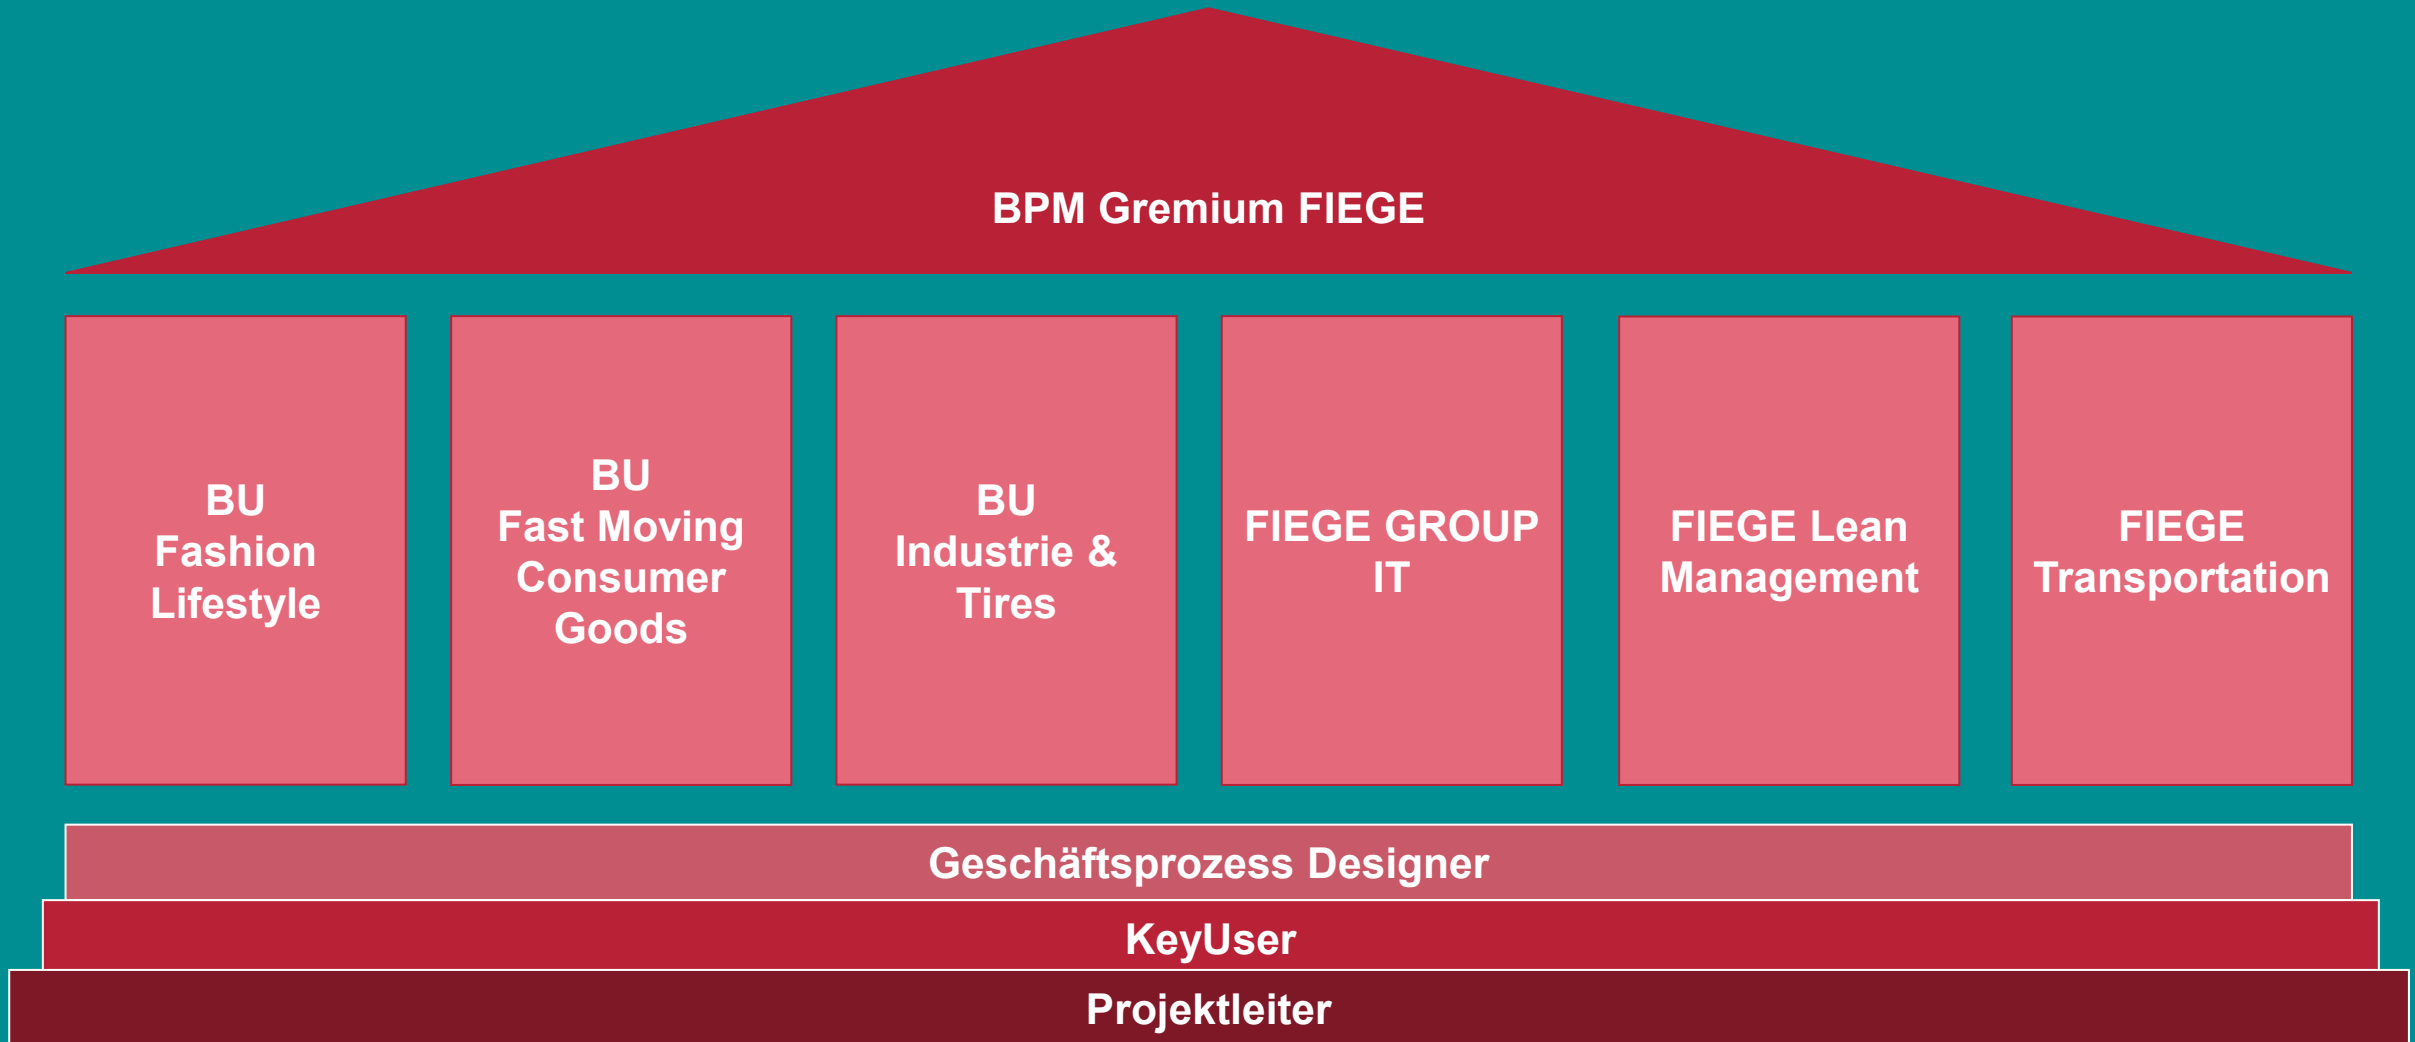 BPM Gremium FIEGE
BU
Fashion
Lifestyle
BU
Fast Moving
Consumer
Goods
BU
Industrie &
Tires
FIEGE GROUP
IT
FIEGE Lean
Management
FIEGE
Transportation
Geschäftsprozess Designer
KeyUser
Projektleiter